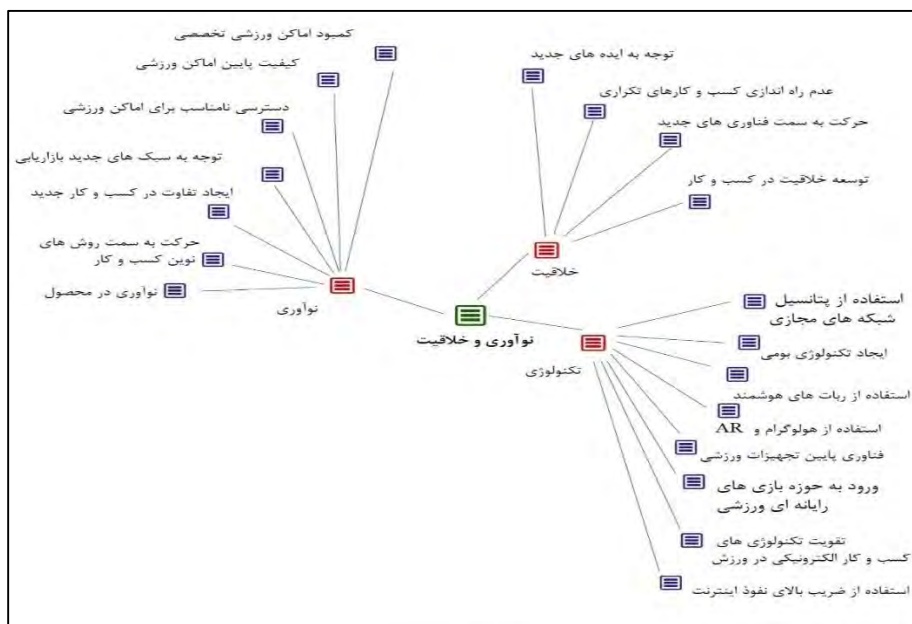 کمبود اماکن ورزشی تخصصی
کیفیت پایین اماکن ورزشی
دسترسی نامناسب برای اماکن ورزشی
توجه به سبک های جدید بازاریابی
ایجاد تفاوت در کسب و کار جدید
حرکت به سمت روش های
نوین کسب و کار
نوآوری در محصول
نوآوری
توجه به ایده های جدید
عدم راه اندازی کسب و کارهای تکراری
حرکت به سمت فناوری های جدید
توسعه خلاقیت در کسب و کار
خلاقیت
نوآوری و خلاقیت
تکنولوژی
استفاده از پتانسیل
شبکه های مجازی
ایجاد تکنولوژی بومی
استفاده از ربات های هوشمند
استفاده از هولوگرام و AR
فناوری پایین تجهیزات ورزشی
ورود به حوزه بازی های
رایانه ای ورزشی
تقویت تکنولوژی های
کسب و کار الکترونیکی در ورزش
استفاده از ضریب بالای نفوذ اینترنت